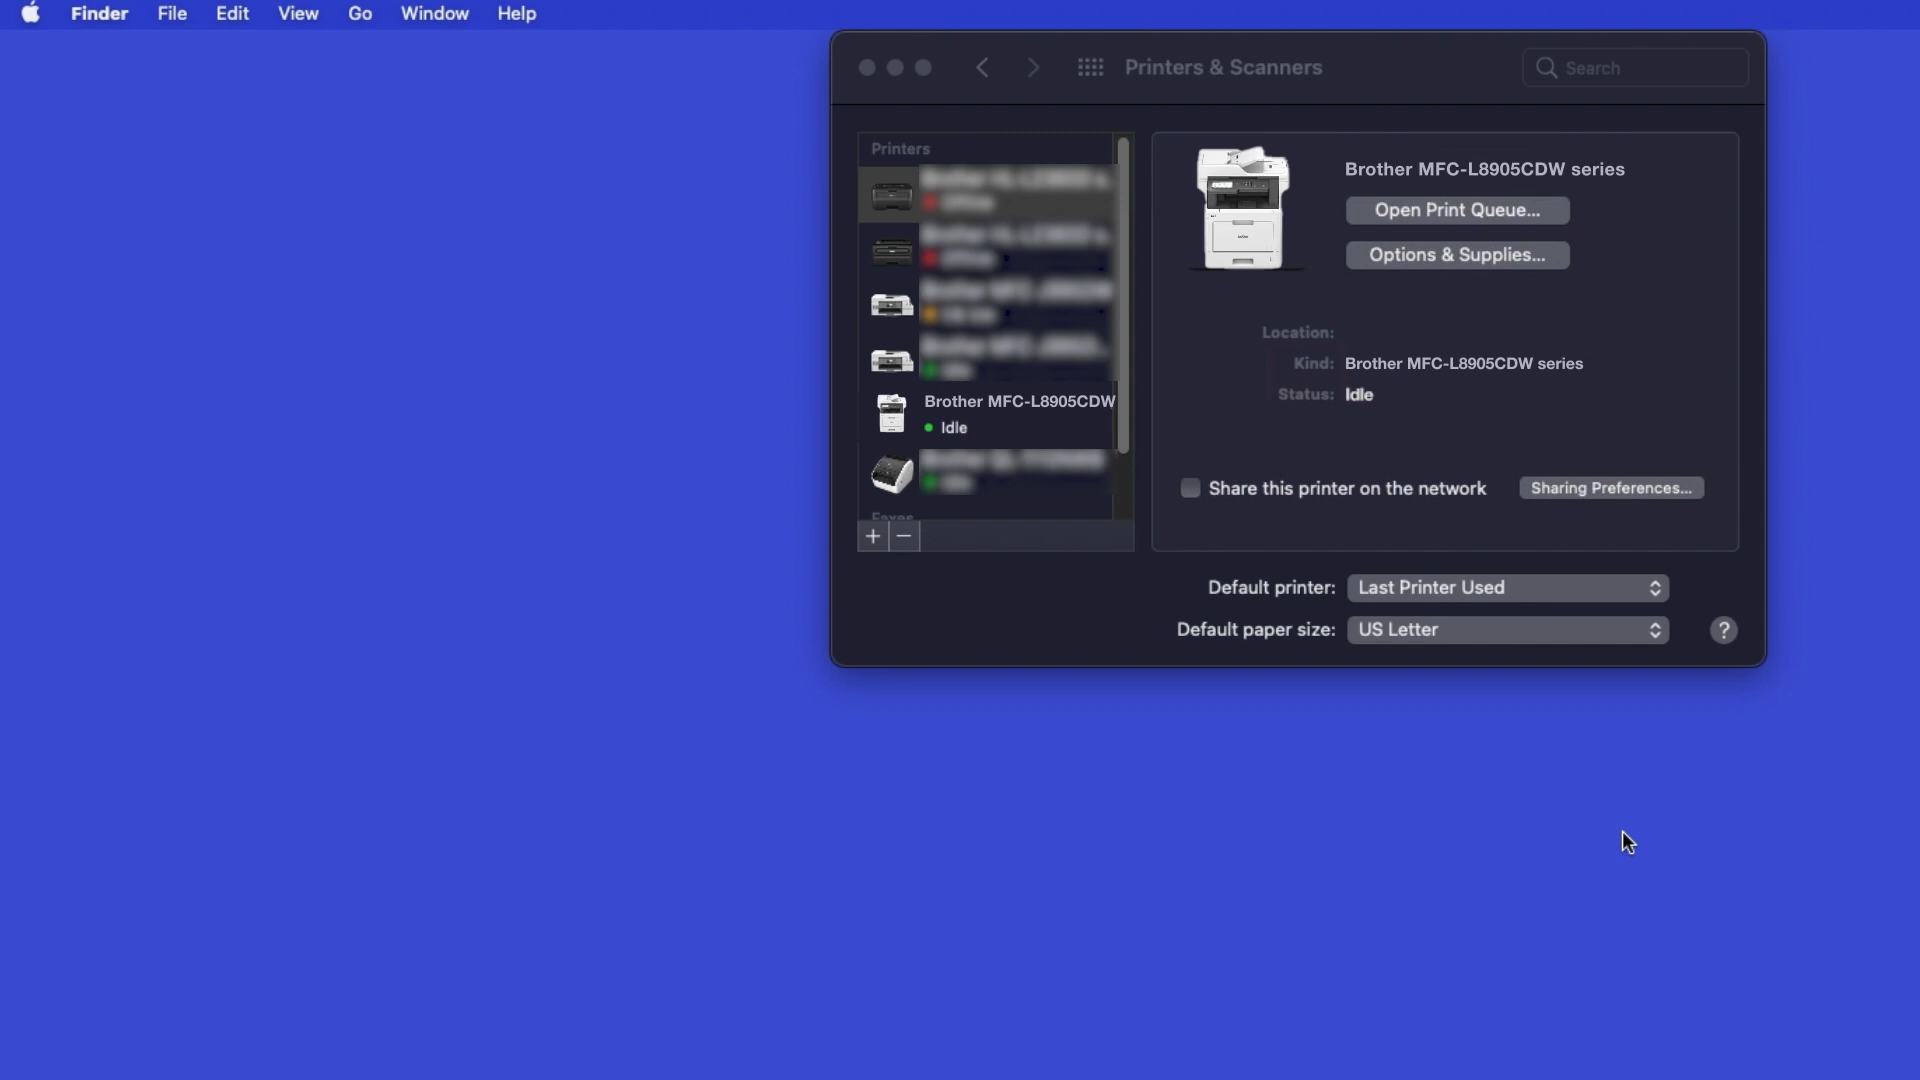 Finder File Edit View Go Window Help
Printers & Scanners
Search
Printers
Brother MFC-L8905CDW
Idle
Faxes
+ −
Brother MFC-L8905CDW series
Open Print Queue...
Options & Supplies...
Location:
Kind: Brother MFC-L8905CDW series
Status: Idle
Share this printer on the network
Sharing Preferences...
Default printer: Last Printer Used
Default paper size: US Letter
?